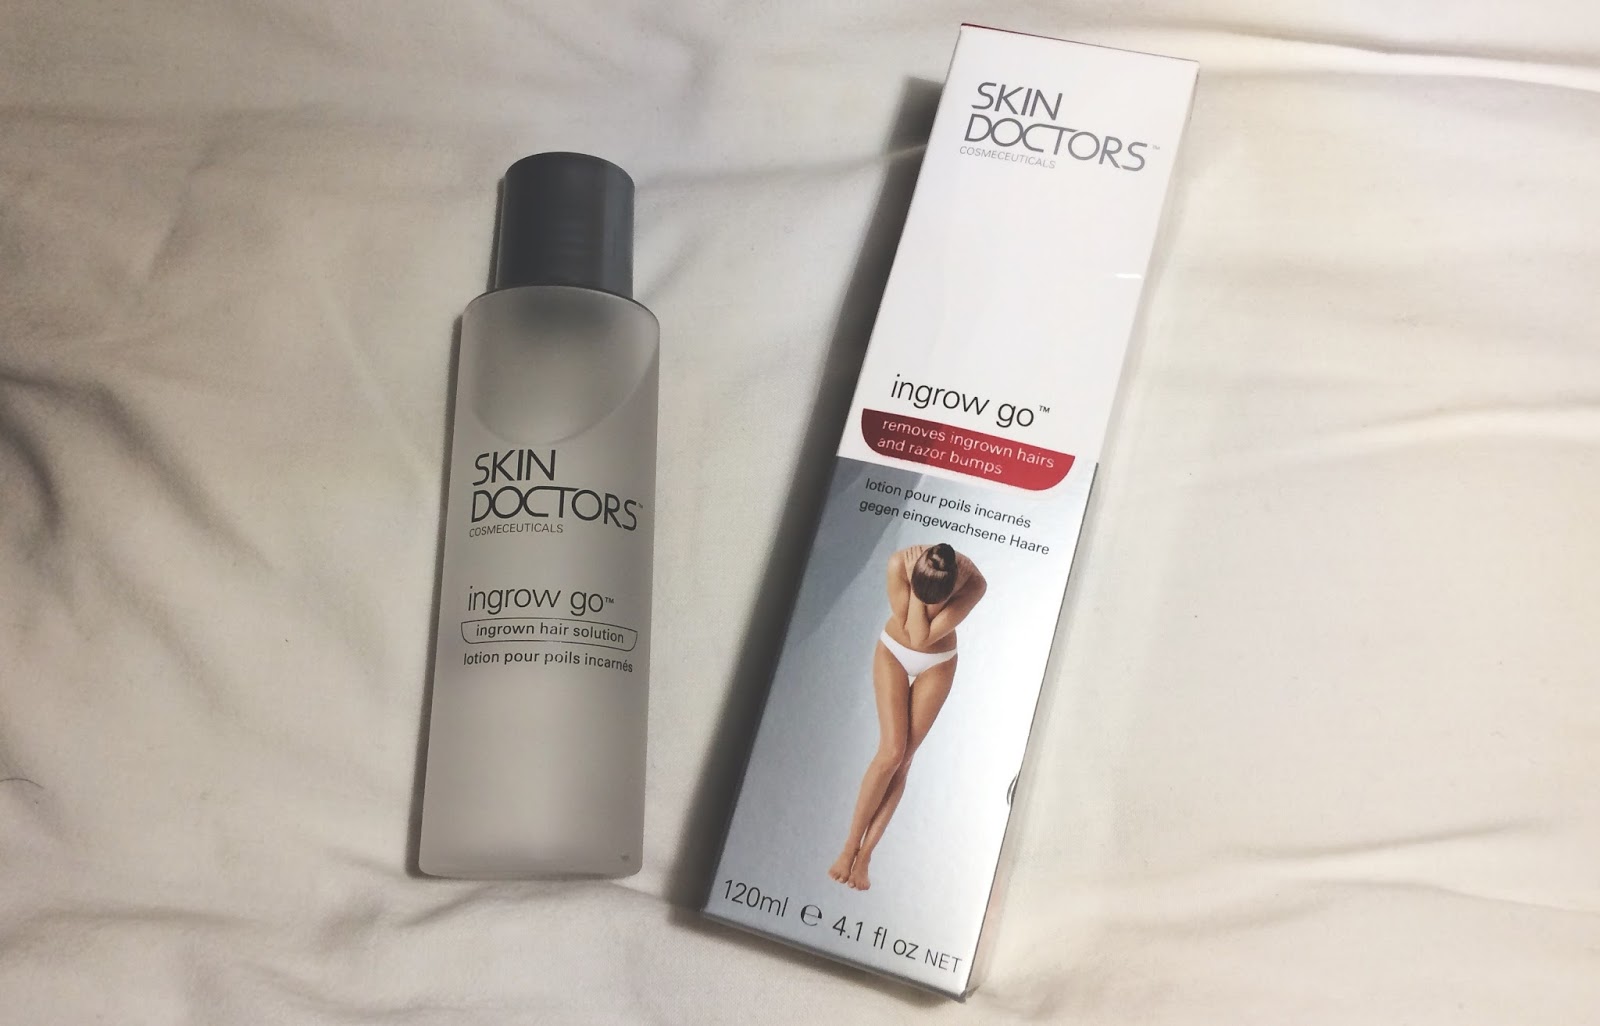 SKIN
DOCTORS™
COSMECEUTICALS
ingrow go™
ingrown hair solution
lotion pour poils incarnés
SKIN
DOCTORS™
COSMECEUTICALS
ingrow go™
removes ingrown hairs
and razor bumps
lotion pour poils incarnés
gegen eingewachsene Haare
120ml ℮ 4.1 fl oz NET